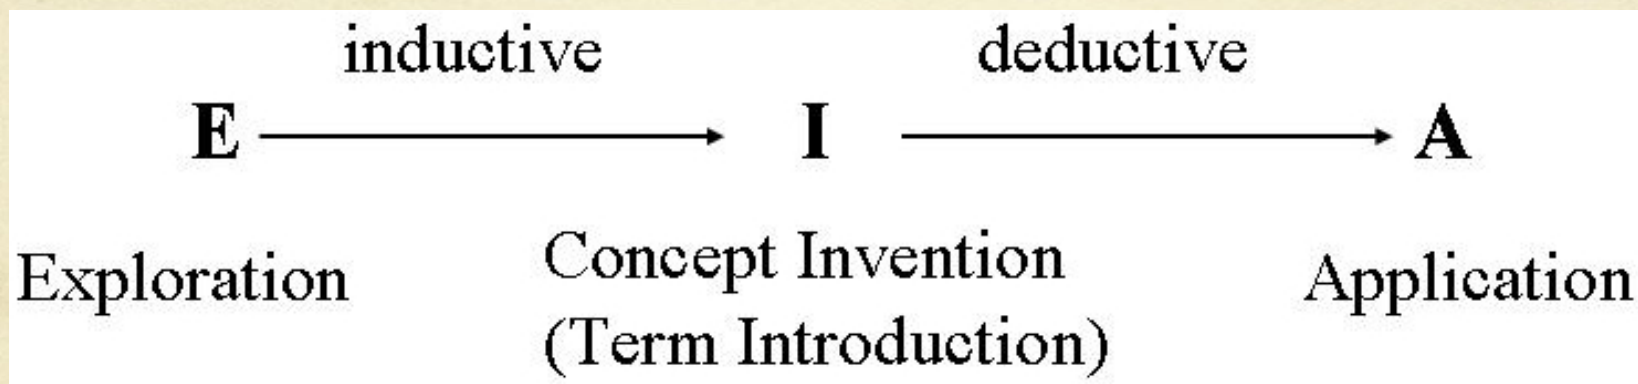 inductive deductive
E I A
Exploration Concept Invention Application
(Term Introduction)